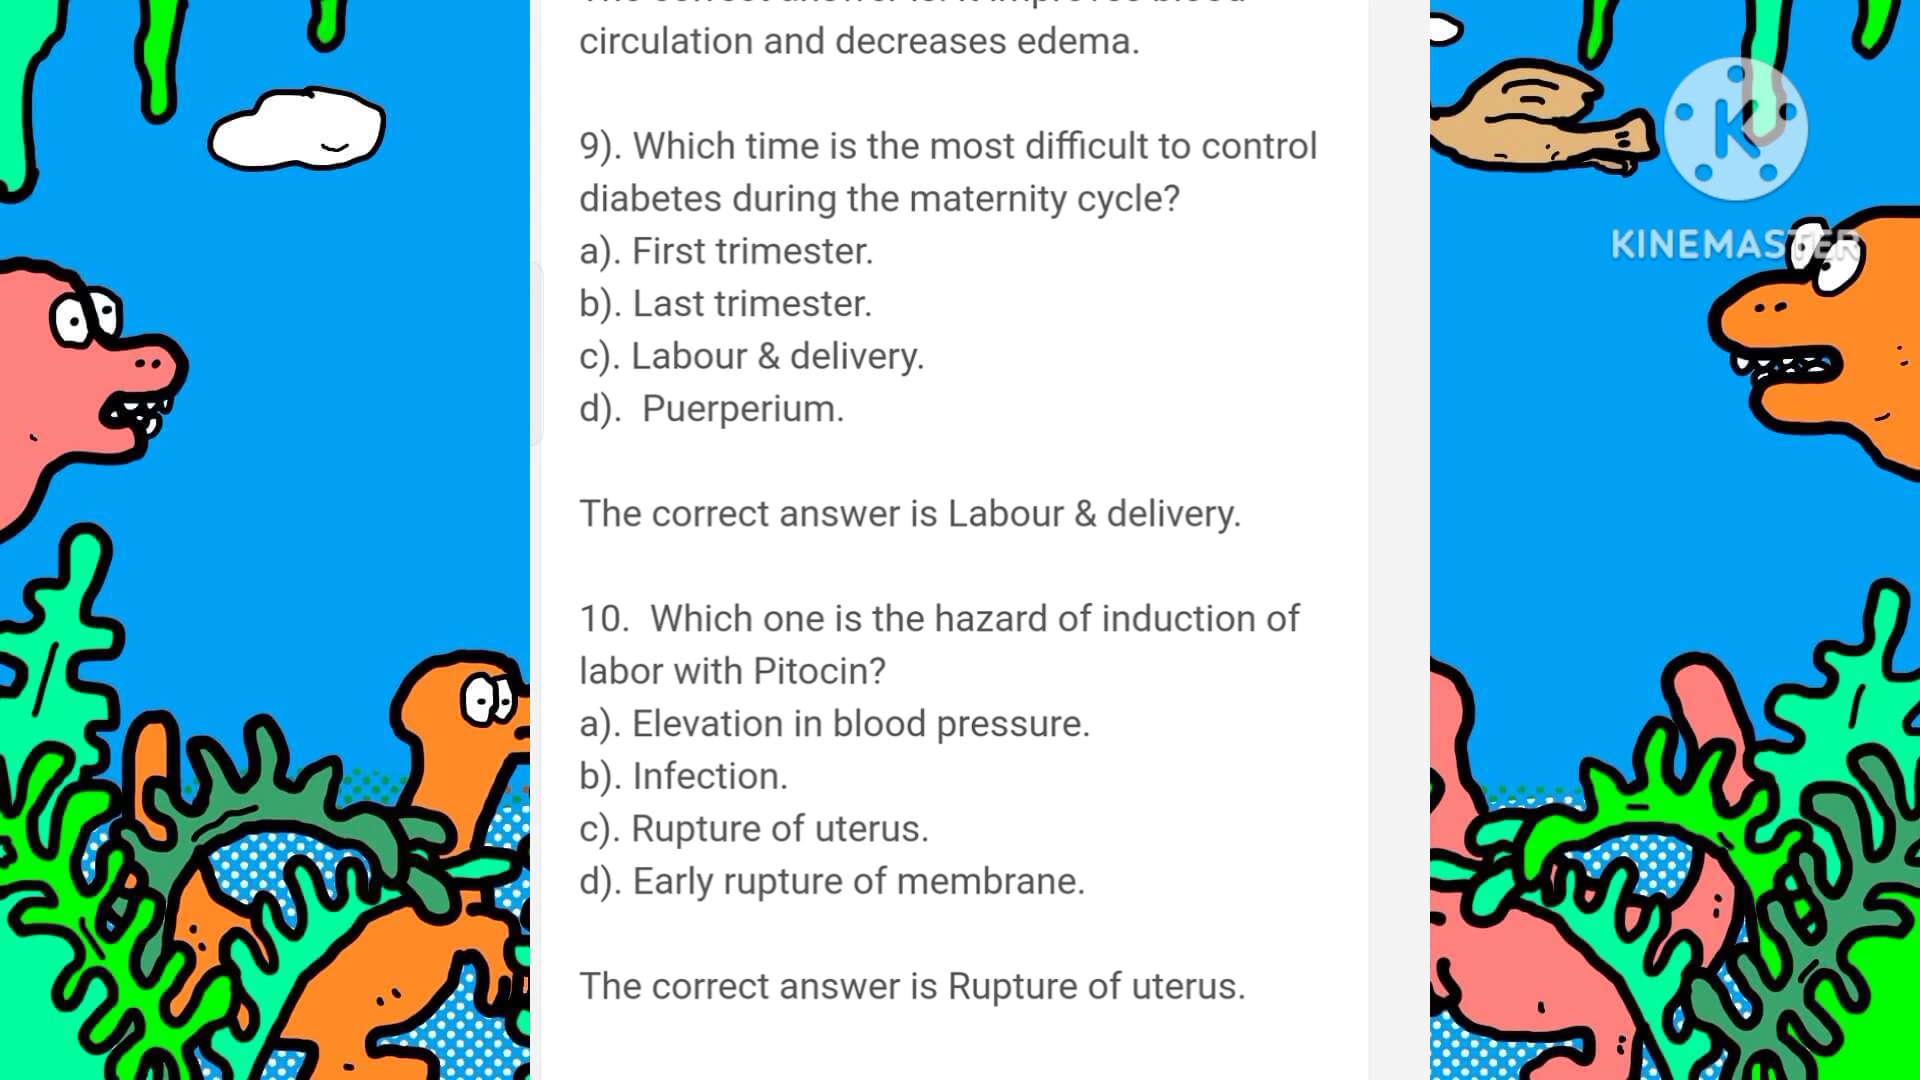 circulation and decreases edema.
9). Which time is the most difficult to control
diabetes during the maternity cycle?
a). First trimester.
b). Last trimester.
c). Labour & delivery.
d).  Puerperium.
The correct answer is Labour & delivery.
10.  Which one is the hazard of induction of
labor with Pitocin?
a). Elevation in blood pressure.
b). Infection.
c). Rupture of uterus.
d). Early rupture of membrane.
The correct answer is Rupture of uterus.
K
KINEMASTER